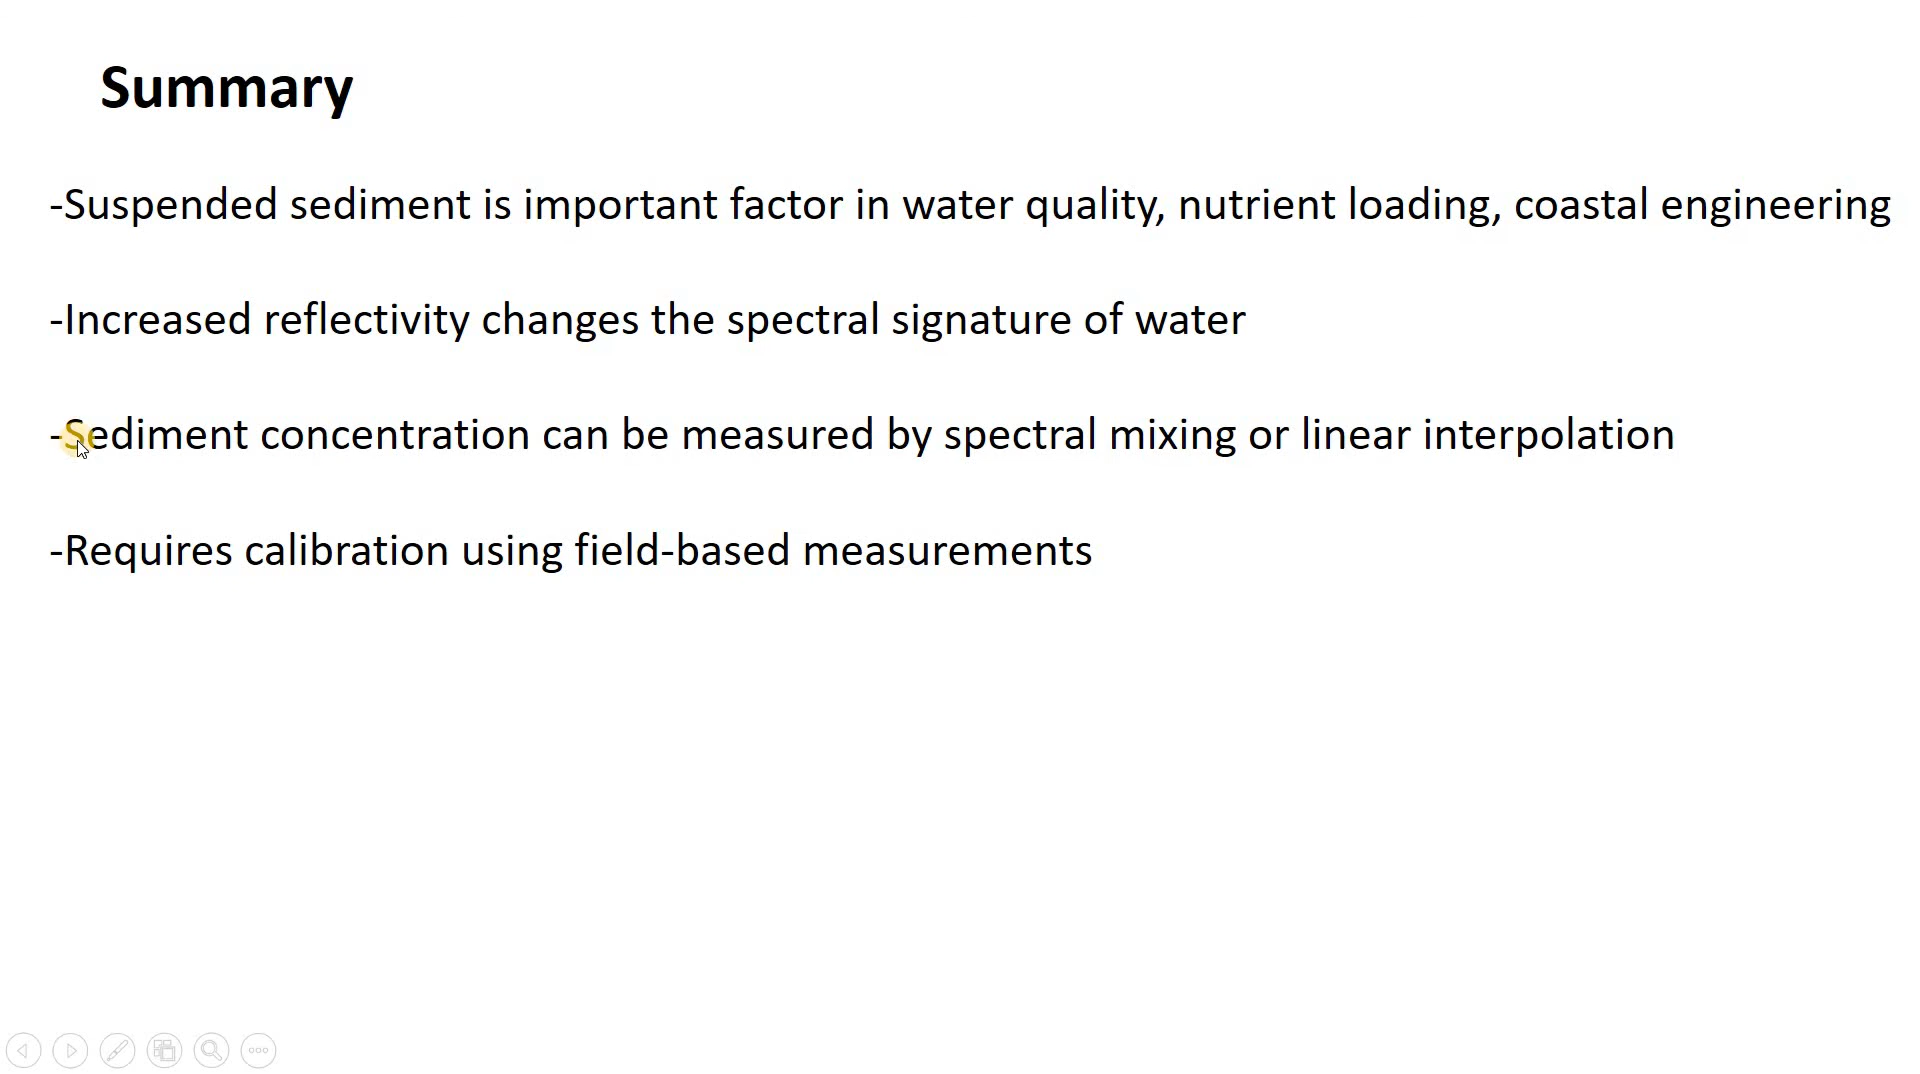 Summary
-Suspended sediment is important factor in water quality, nutrient loading, coastal engineering
-Increased reflectivity changes the spectral signature of water
-Sediment concentration can be measured by spectral mixing or linear interpolation
-Requires calibration using field-based measurements